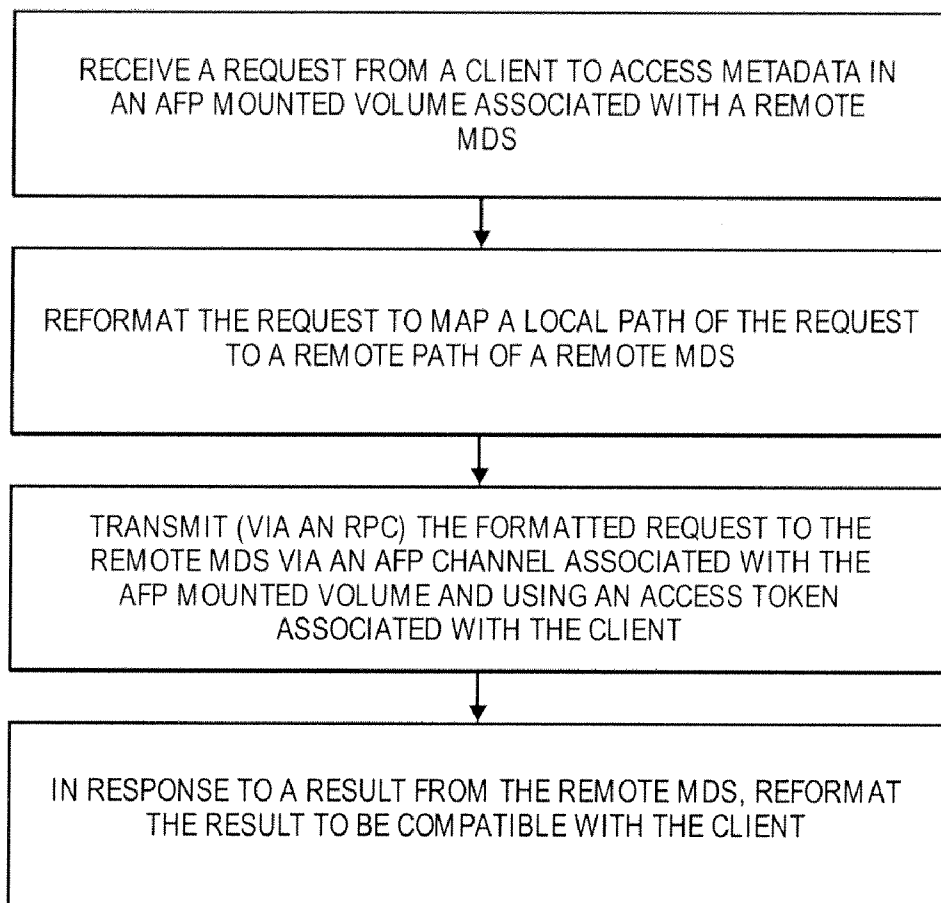 RECEIVE A REQUEST FROM A CLIENT TO ACCESS METADATA IN
AN AFP MOUNTED VOLUME ASSOCIATED WITH A REMOTE
MDS
REFORMAT THE REQUEST TO MAP A LOCAL PATH OF THE REQUEST
TO A REMOTE PATH OF A REMOTE MDS
TRANSMIT (VIA AN RPC) THE FORMATTED REQUEST TO THE
REMOTE MDS VIA AN AFP CHANNEL ASSOCIATED WITH THE
AFP MOUNTED VOLUME AND USING AN ACCESS TOKEN
ASSOCIATED WITH THE CLIENT
IN RESPONSE TO A RESULT FROM THE REMOTE MDS, REFORMAT
THE RESULT TO BE COMPATIBLE WITH THE CLIENT